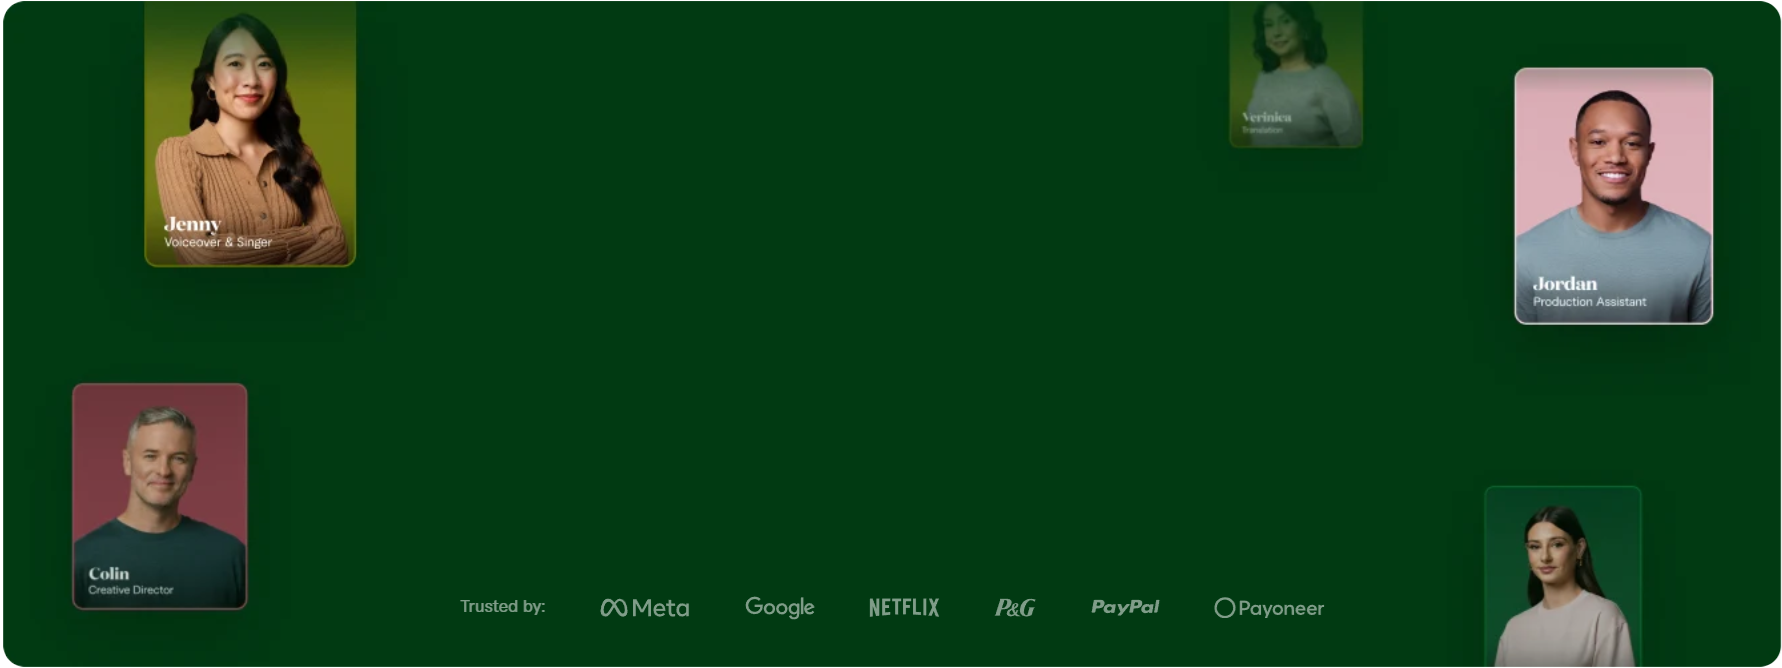 Verinica
Translation
Jenny
Voiceover & Singer
Jordan
Production Assistant
Colin
Creative Director
Trusted by:
Meta
Google
NETFLIX
P&G
PayPal
Payoneer